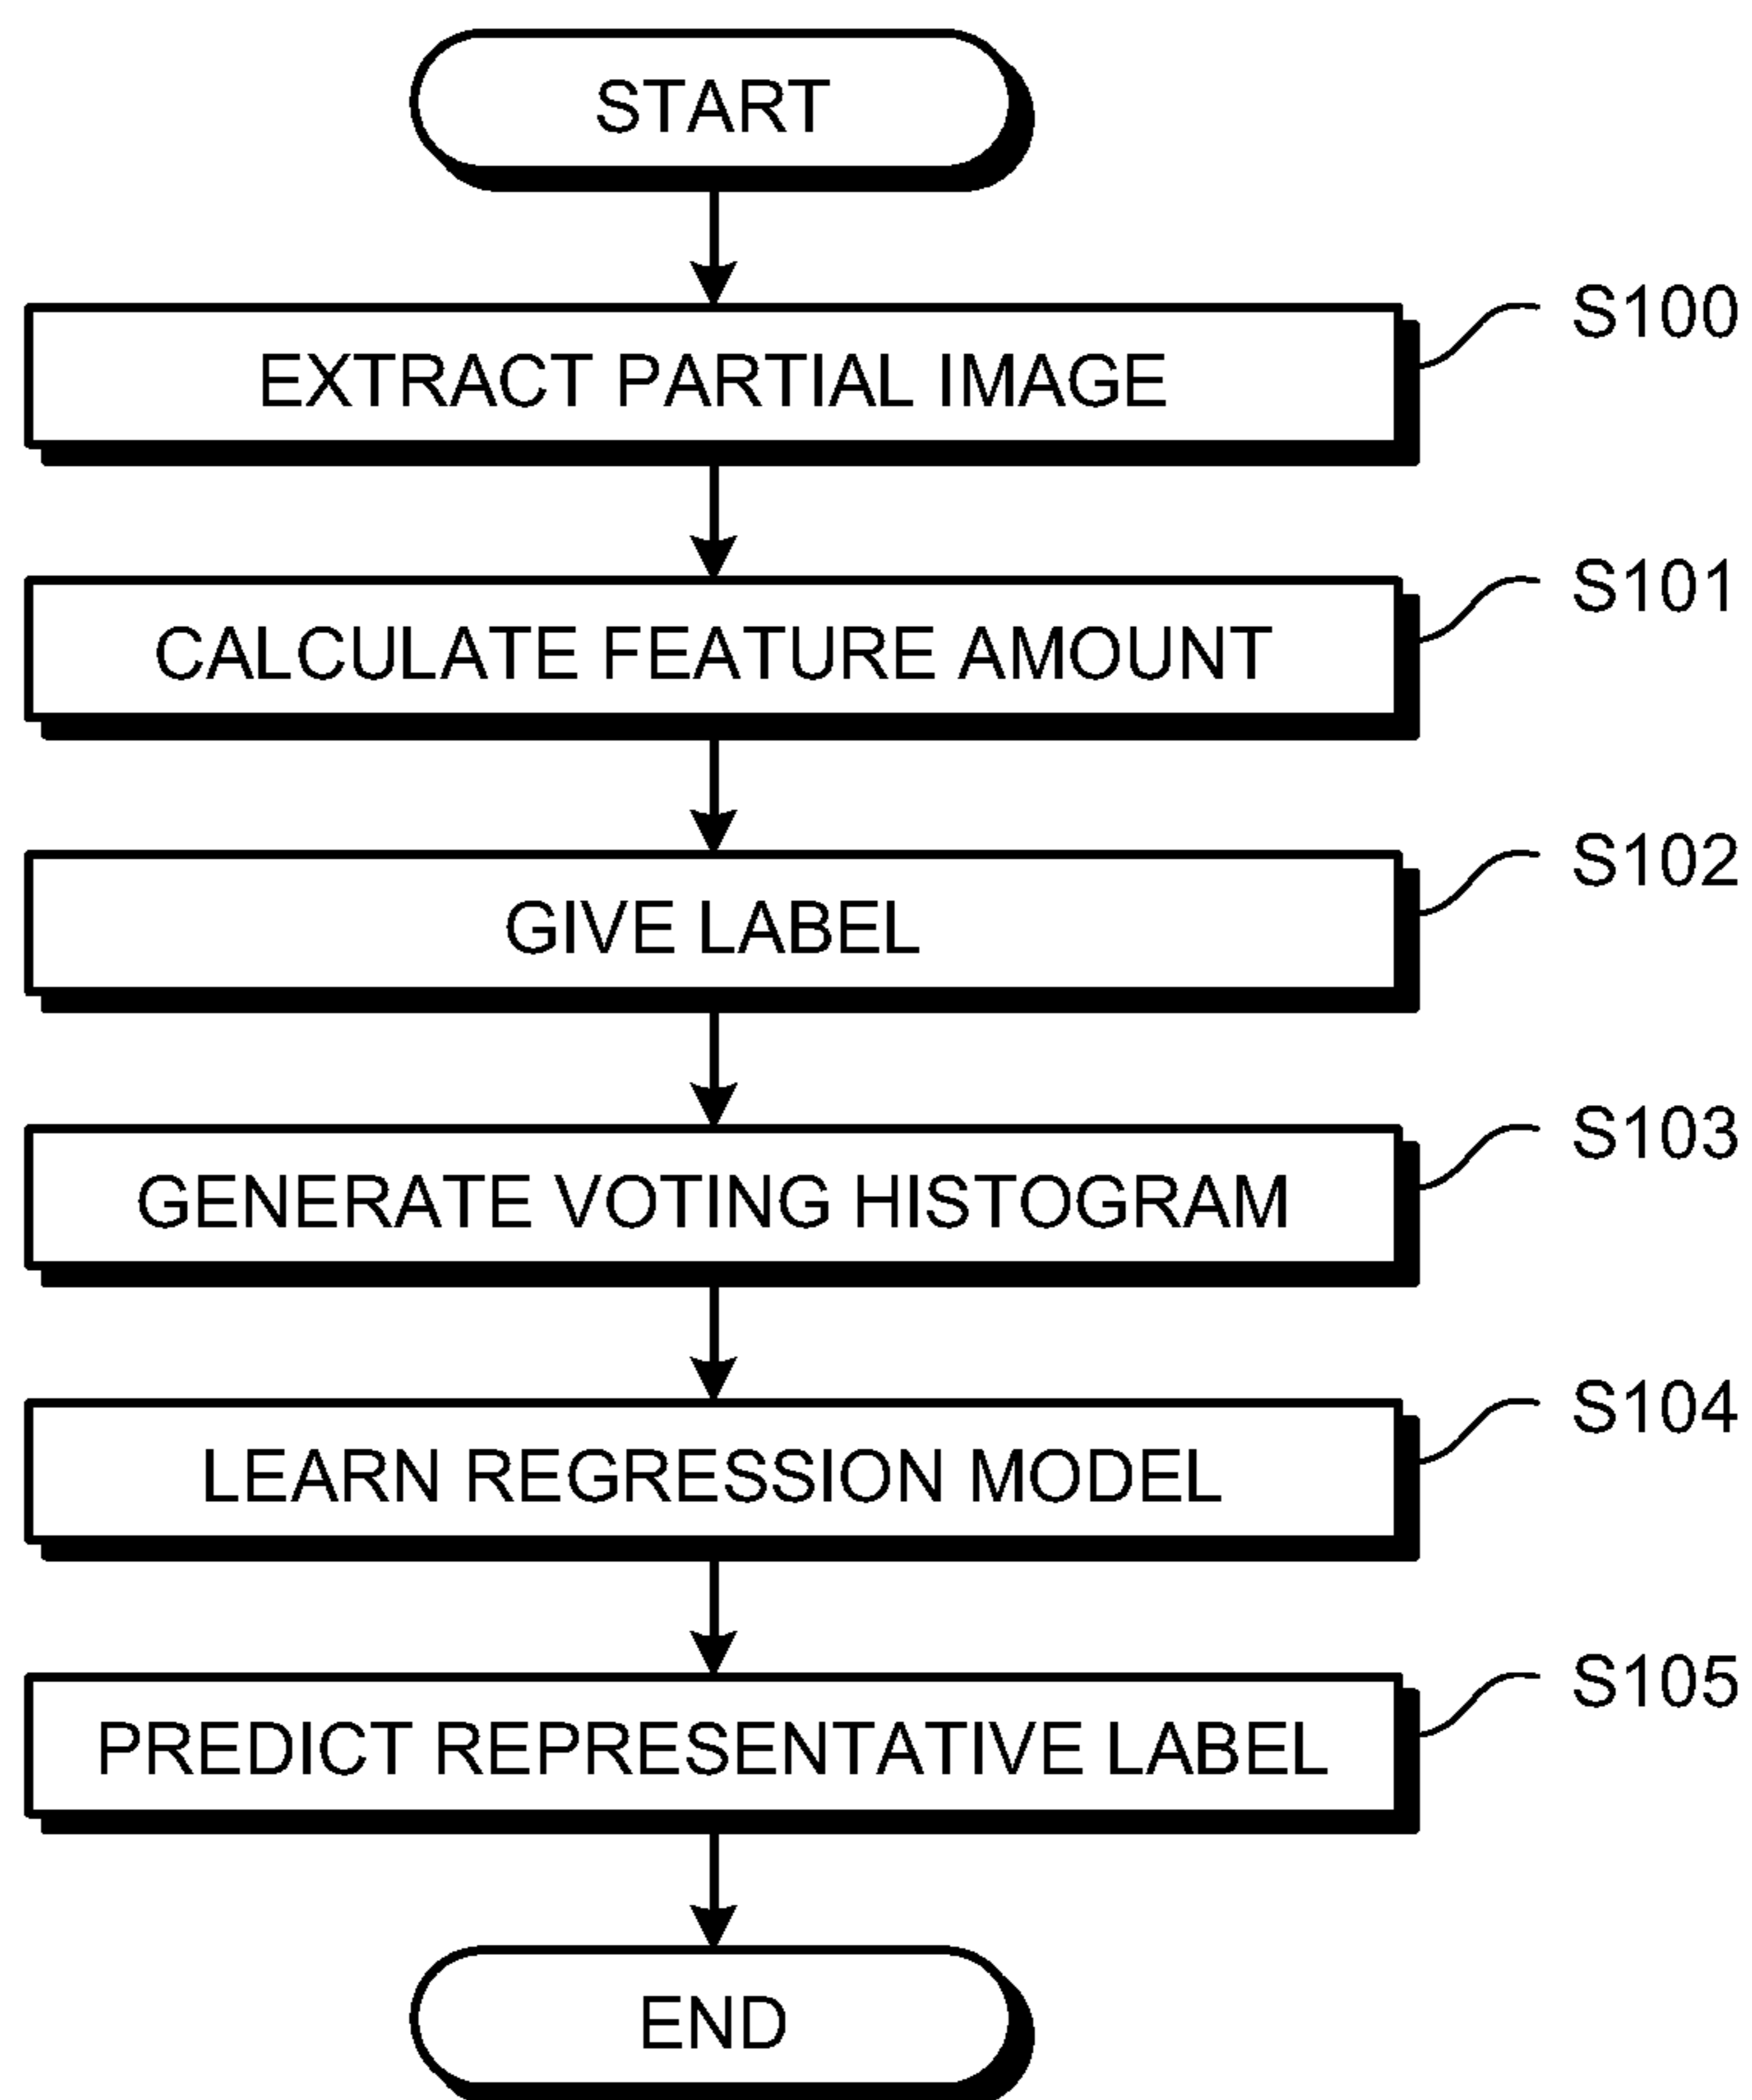 START
EXTRACT PARTIAL IMAGE
S100
CALCULATE FEATURE AMOUNT
S101
GIVE LABEL
S102
GENERATE VOTING HISTOGRAM
S103
LEARN REGRESSION MODEL
S104
PREDICT REPRESENTATIVE LABEL
S105
END